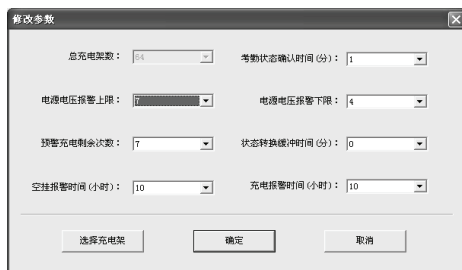 修改参数
总充电架数： 64 考勤状态确认时间(分)： 1
电源电压报警上限： 7 电源电压报警下限： 4
预警充电剩余次数： 7 状态转换缓冲时间(分)： 0
空挂报警时间(小时)： 10 充电报警时间(小时)： 10
选择充电架 确定 取消